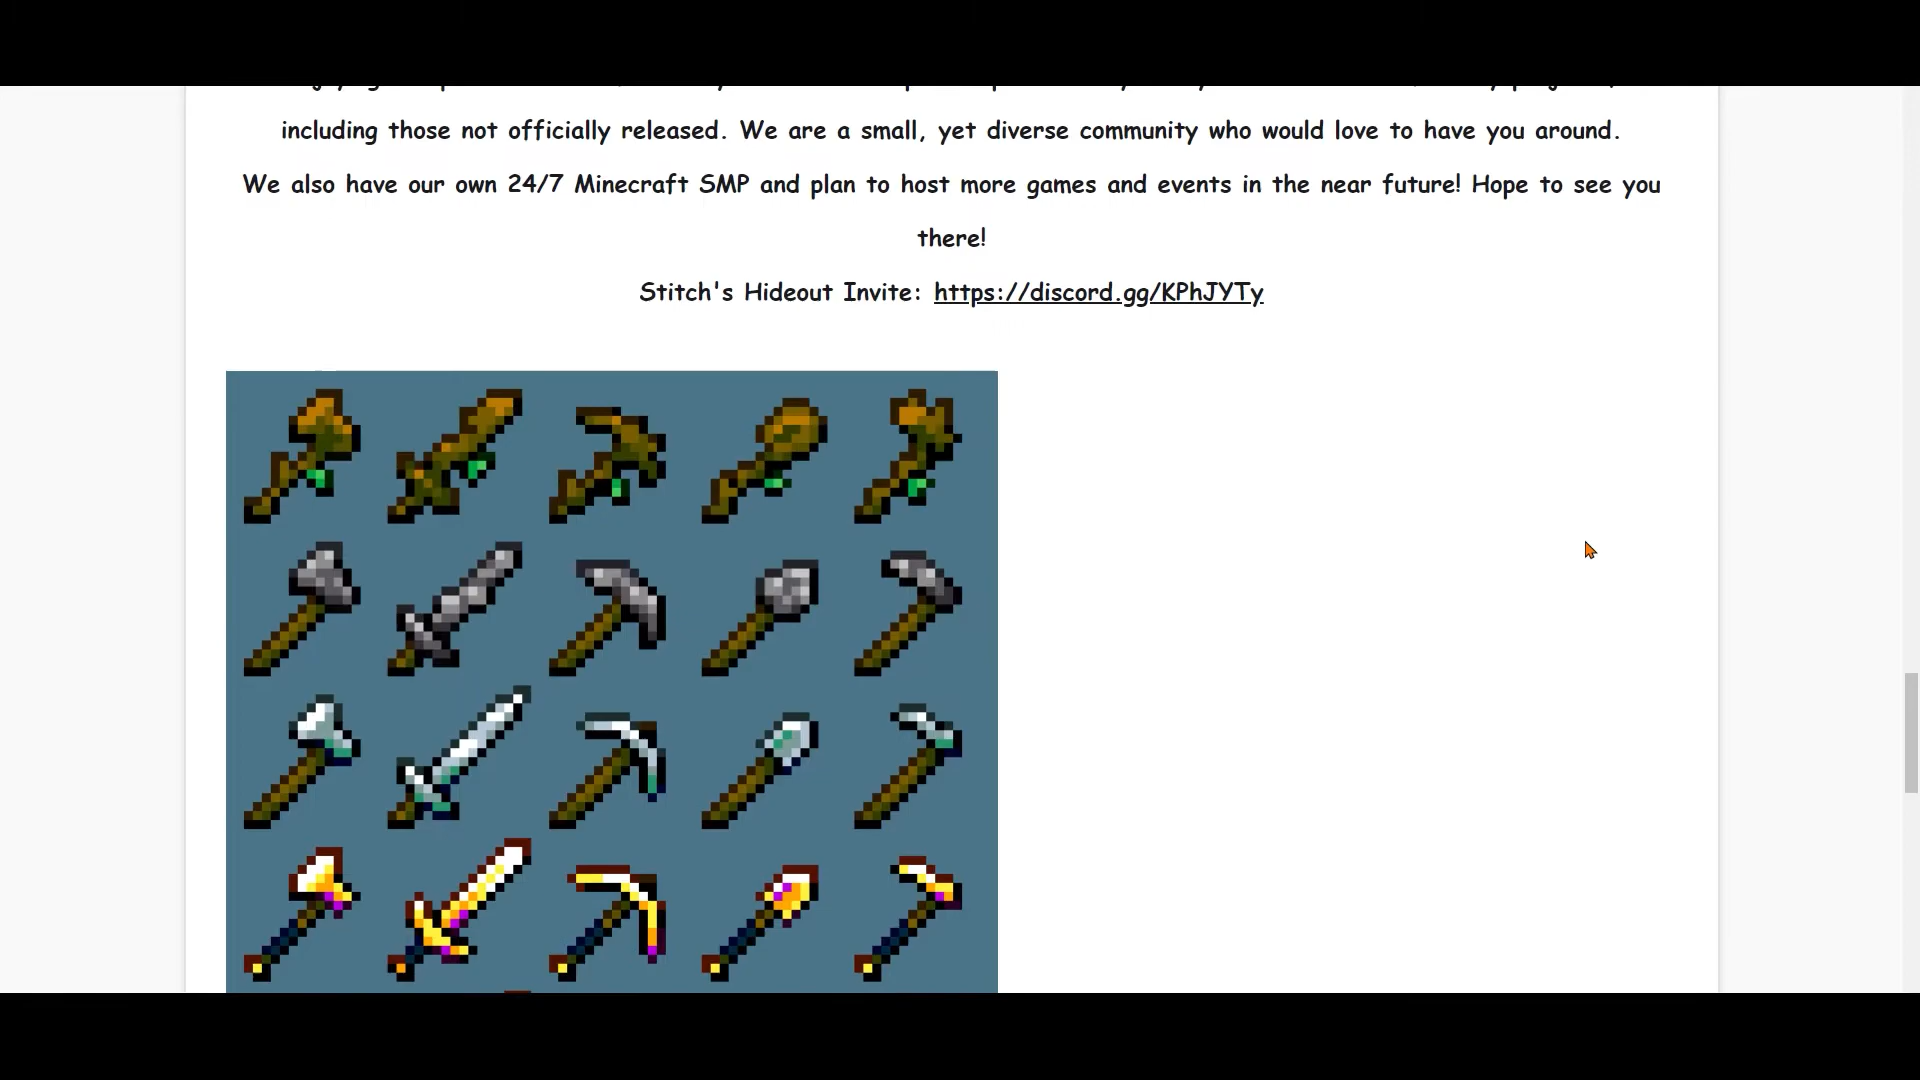 including those not officially released. We are a small, yet diverse community who would love to have you around.
We also have our own 24/7 Minecraft SMP and plan to host more games and events in the near future! Hope to see you
there!
Stitch's Hideout Invite: https://discord.gg/KPhJYTy